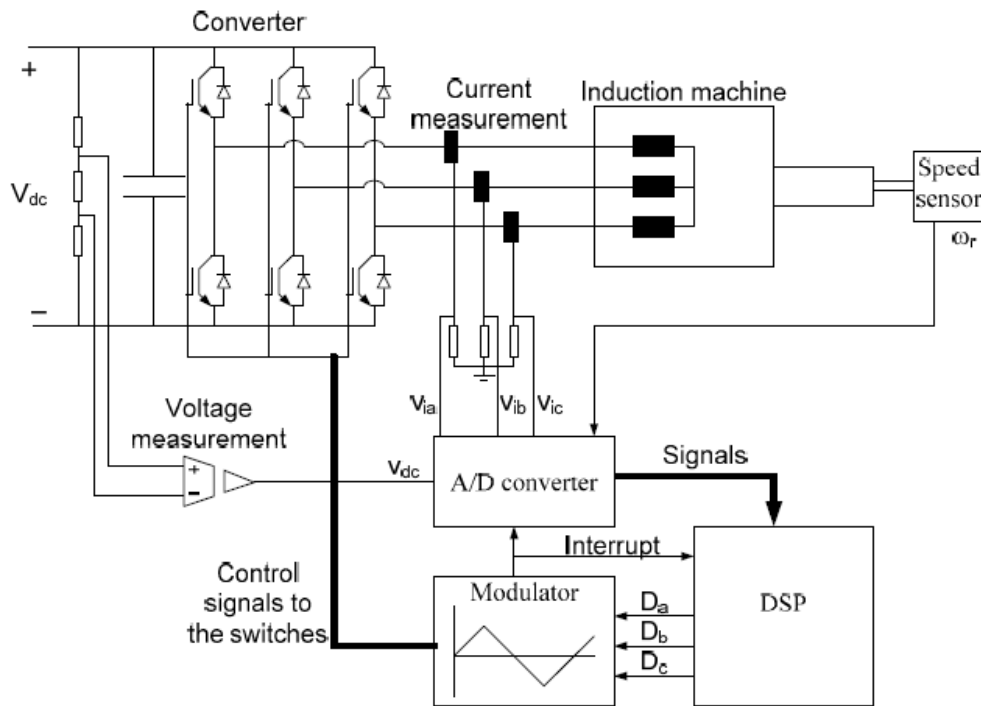 Converter
+
Current
measurement
Induction machine
Speed
sensor
ωr
Vdc
−
via
vib
vic
Voltage
measurement
+
−
vdc
A/D converter
Signals
Interrupt
Control
signals to
the switches
Modulator
Da
Db
Dc
DSP